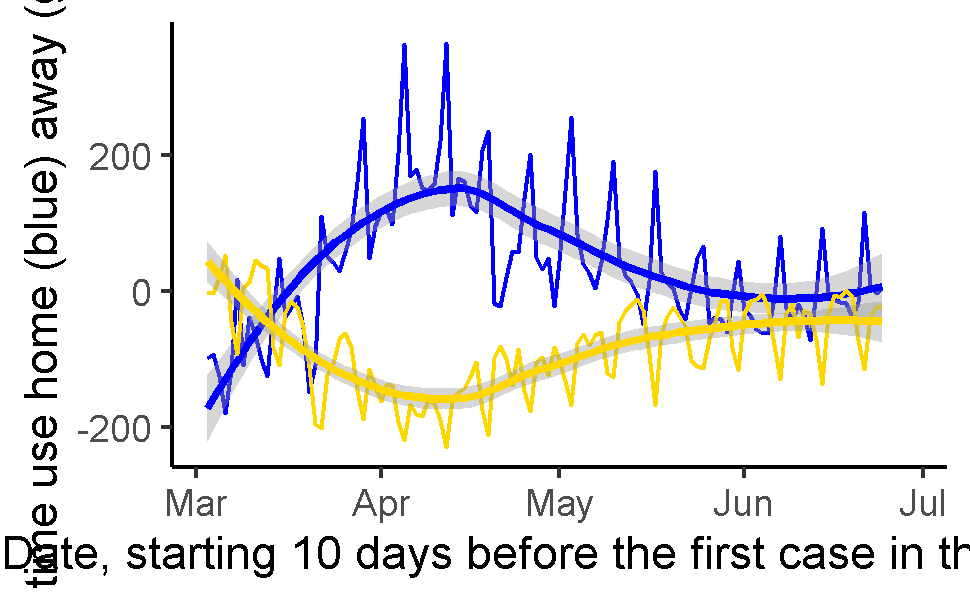 time use home (blue) away (
200
0
-200
Mar Apr May Jun Jul
Date, starting 10 days before the first case in th